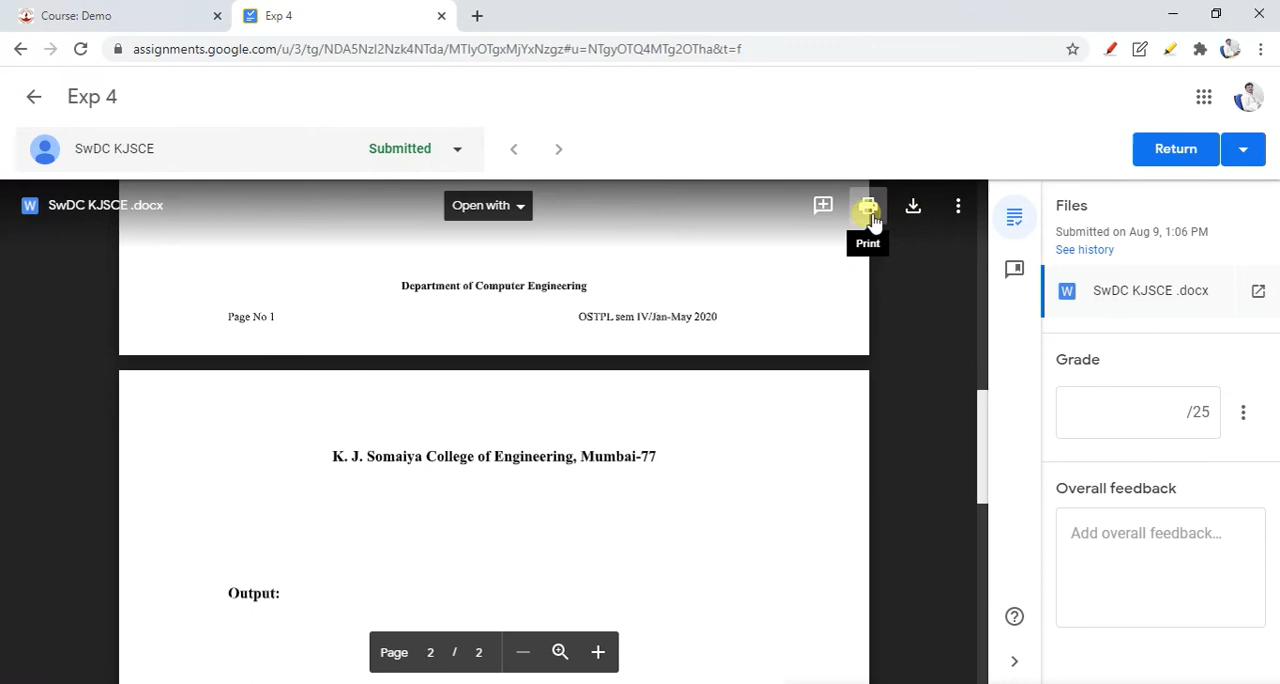 Course: Demo
Exp 4
assignments.google.com/u/3/tg/NDA5NzI2Nzk4NTda/MTIyOTgxMjYxNzgz#u=NTgyOTQ4MTg2OTha&t=f
Exp 4
SwDC KJSCE
Submitted
Return
W SwDC KJSCE .docx
Open with
Print
Department of Computer Engineering
Page No 1
OSTPL sem IV/Jan-May 2020
K. J. Somaiya College of Engineering, Mumbai-77
Output:
Page 2 / 2
Files
Submitted on Aug 9, 1:06 PM
See history
W SwDC KJSCE .docx
Grade
/25
Overall feedback
Add overall feedback...